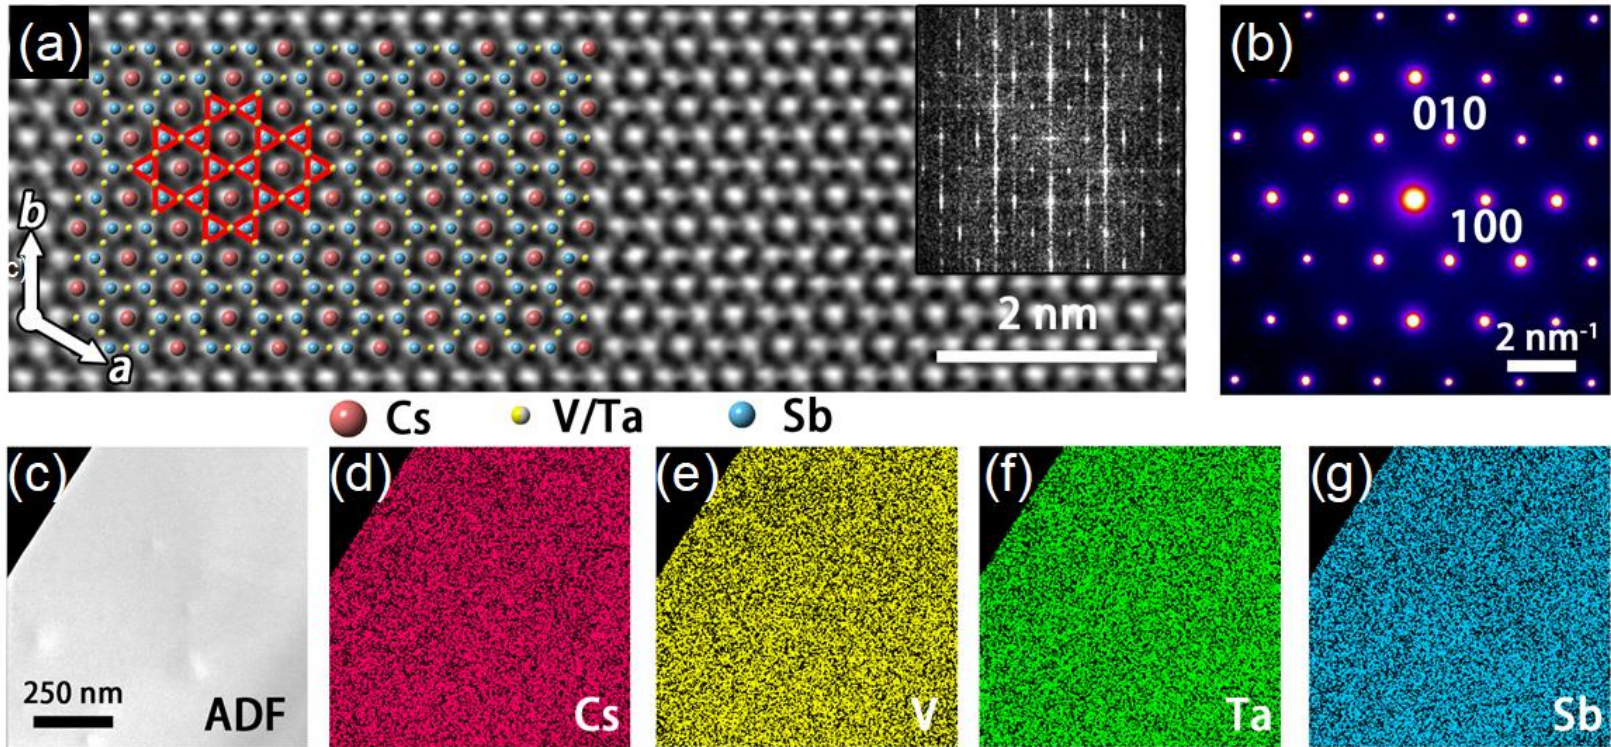 (a)
b
c)
a
2 nm
(b)
010
100
2 nm⁻¹
Cs
V/Ta
Sb
(c)
250 nm
ADF
(d)
Cs
(e)
V
(f)
Ta
(g)
Sb